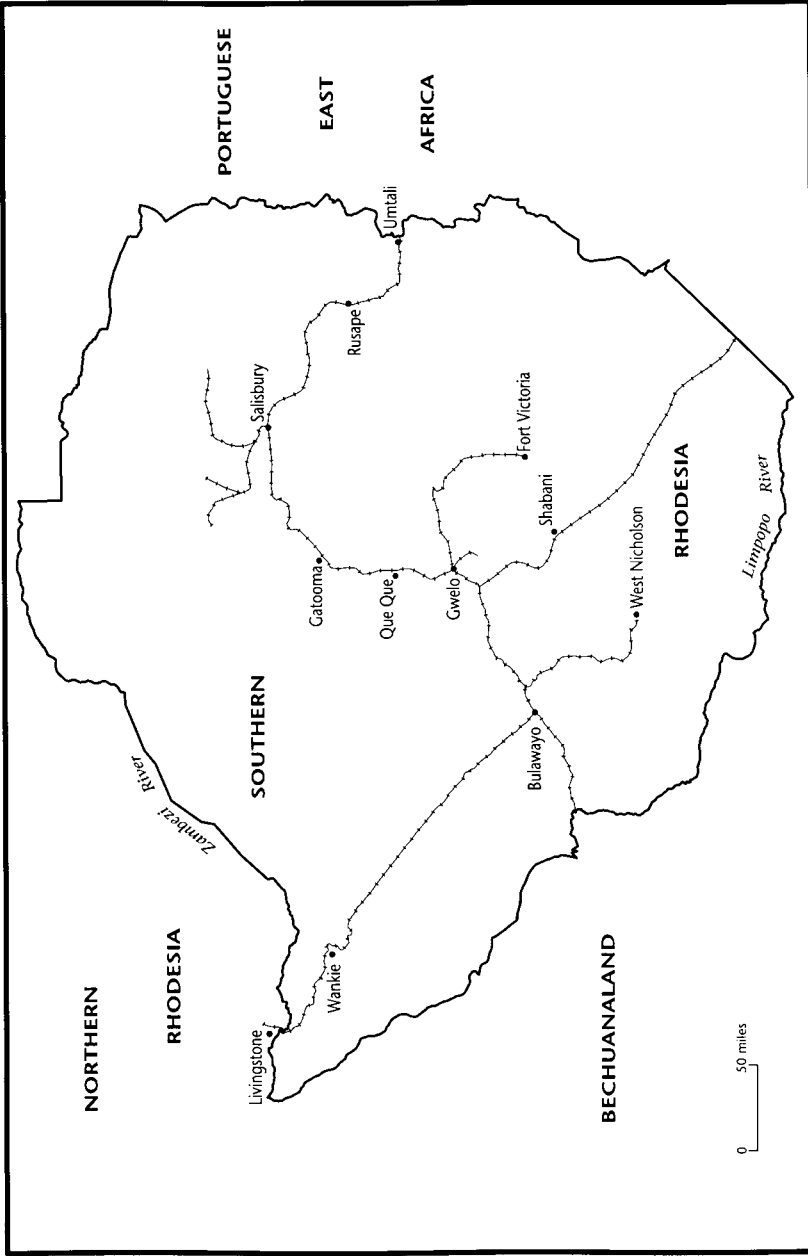 NORTHERN
RHODESIA
Zambezi River
Livingstone
Wankie
SOUTHERN
RHODESIA
PORTUGUESE
EAST
AFRICA
Salisbury
Rusape
Umtali
Gatooma
Que Que
Gwelo
Fort Victoria
Shabani
West Nicholson
Bulawayo
Limpopo River
BECHUANALAND
0 50 miles